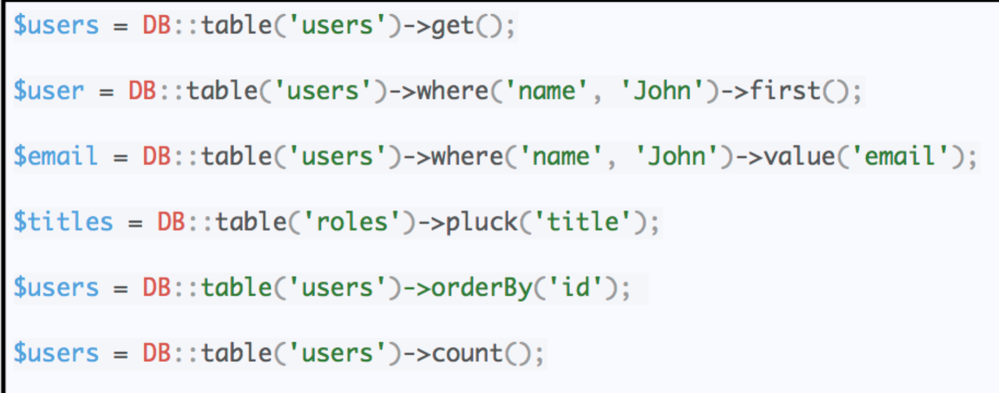 $users = DB::table('users')->get();
$user = DB::table('users')->where('name', 'John')->first();
$email = DB::table('users')->where('name', 'John')->value('email');
$titles = DB::table('roles')->pluck('title');
$users = DB::table('users')->orderBy('id');
$users = DB::table('users')->count();